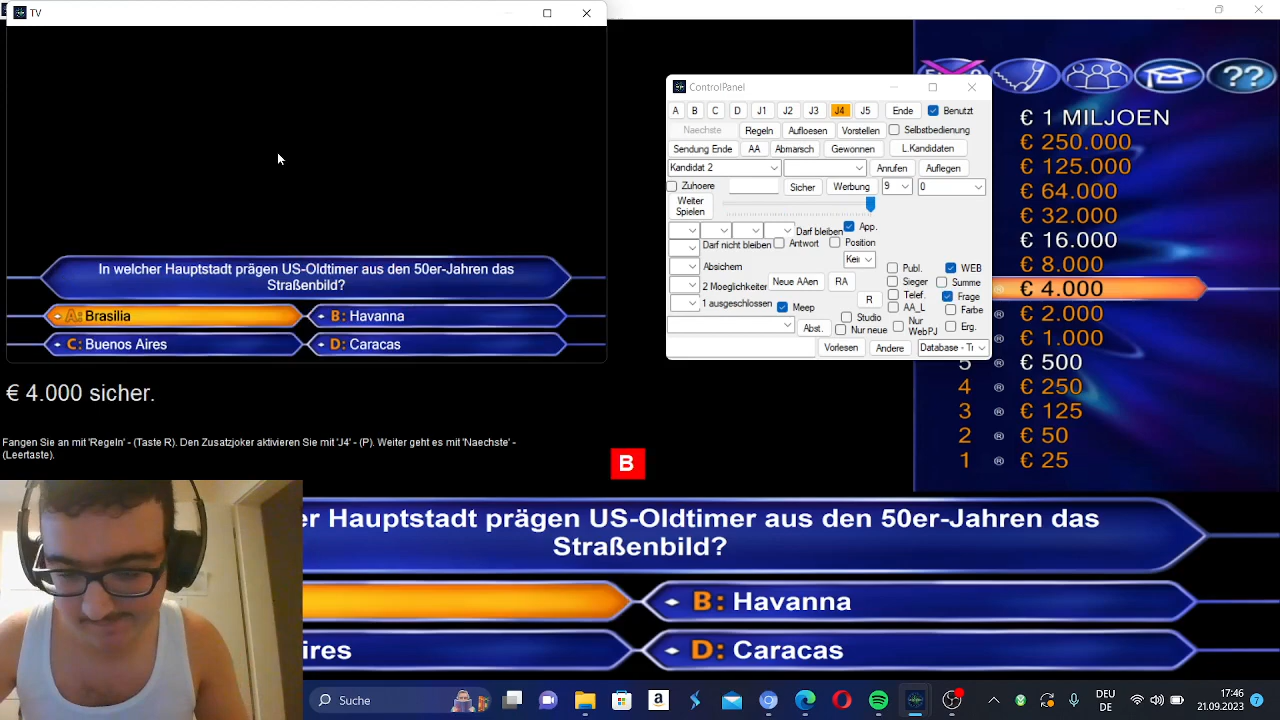 TV
In welcher Hauptstadt prägen US-Oldtimer aus den 50er-Jahren das
Straßenbild?
A: Brasilia
B: Havanna
C: Buenos Aires
D: Caracas
€ 4.000 sicher.
Fangen Sie an mit 'Regeln' - (Taste R). Den Zusatzjoker aktivieren Sie mit 'J4' - (P). Weiter geht es mit 'Naechste' -
(Leertaste).
B
ControlPanel
A B C D J1 J2 J3 J4 J5 Ende Benutzt
Naechste Regeln Aufloesen Vorstellen Selbstbedienung
Sendung Ende AA Abmarsch Gewonnen L.Kandidaten
Kandidat 2 Anrufen Auflegen
Zuhoere Sicher Werbung 9 0
Weiter
Spielen
Darf bleiben App.
Darf nicht bleiben Antwort Position
Absichern Kei
2 Moeglichkeiter Neue AAen RA
1 ausgeschlossen Meep R
Publ. WEB
Sieger Summe
Telef. Frage
AA_L Farbe
Studio
Abst. Nur neue Nur
WebPJ Erg.
Vorlesen Andere Database - Tr
??
€ 1 MILJOEN
€ 250.000
€ 125.000
€ 64.000
€ 32.000
€ 16.000
€ 8.000
® € 4.000
® € 2.000
® € 1.000
5 ® € 500
4 ® € 250
3 ® € 125
2 ® € 50
1 ® € 25
er Hauptstadt prägen US-Oldtimer aus den 50er-Jahren das
Straßenbild?
B: Havanna
ires
D: Caracas
Suche
DEU
DE
17:46
21.09.2023
7